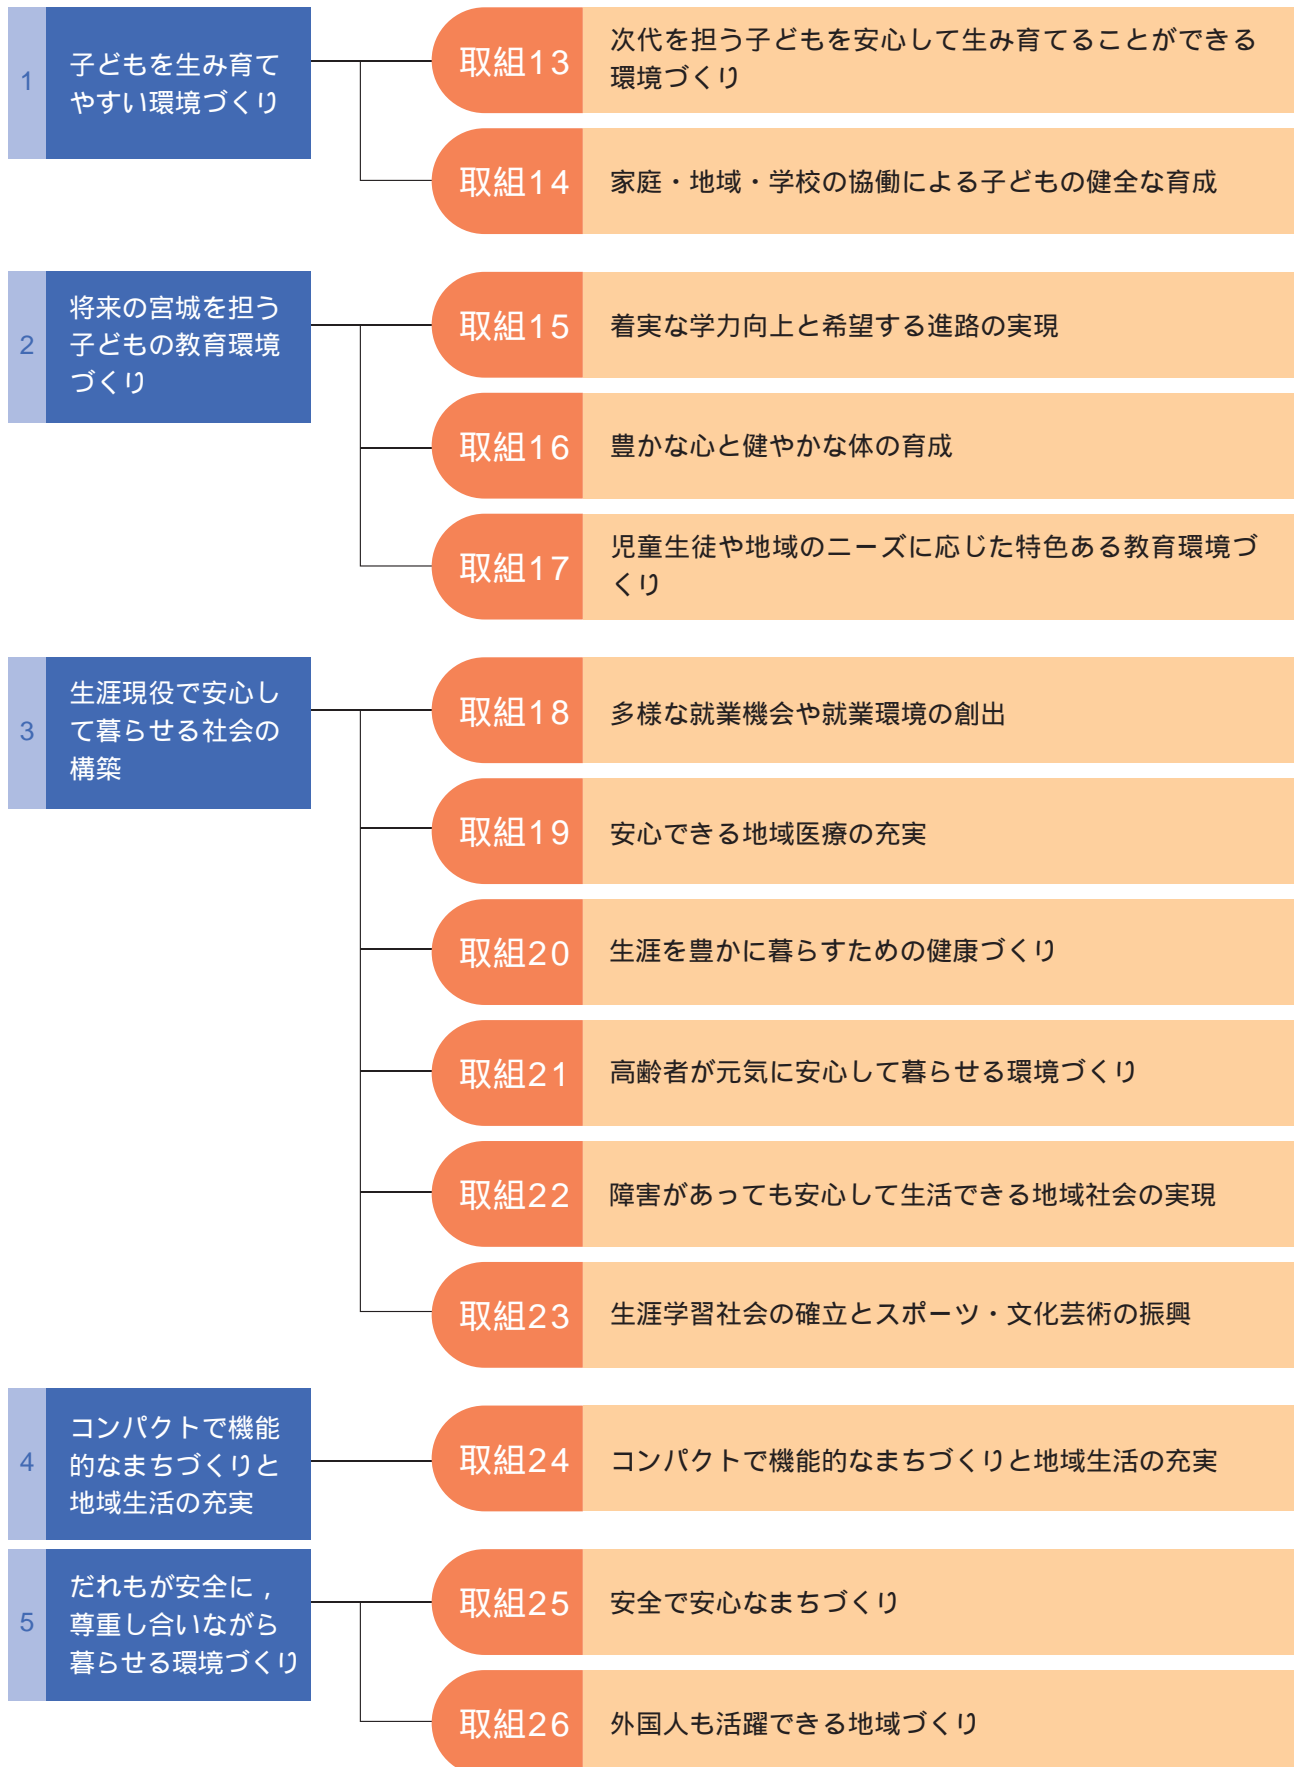 1
子どもを生み育て
やすい環境づくり
取組13
次代を担う子どもを安心して生み育てることができる
環境づくり
取組14
家庭・地域・学校の協働による子どもの健全な育成
2
将来の宮城を担う
子どもの教育環境
づくり
取組15
着実な学力向上と希望する進路の実現
取組16
豊かな心と健やかな体の育成
取組17
児童生徒や地域のニーズに応じた特色ある教育環境づ
くり
3
生涯現役で安心し
て暮らせる社会の
構築
取組18
多様な就業機会や就業環境の創出
取組19
安心できる地域医療の充実
取組20
生涯を豊かに暮らすための健康づくり
取組21
高齢者が元気に安心して暮らせる環境づくり
取組22
障害があっても安心して生活できる地域社会の実現
取組23
生涯学習社会の確立とスポーツ・文化芸術の振興
4
コンパクトで機能
的なまちづくりと
地域生活の充実
取組24
コンパクトで機能的なまちづくりと地域生活の充実
5
だれもが安全に，
尊重し合いながら
暮らせる環境づくり
取組25
安全で安心なまちづくり
取組26
外国人も活躍できる地域づくり